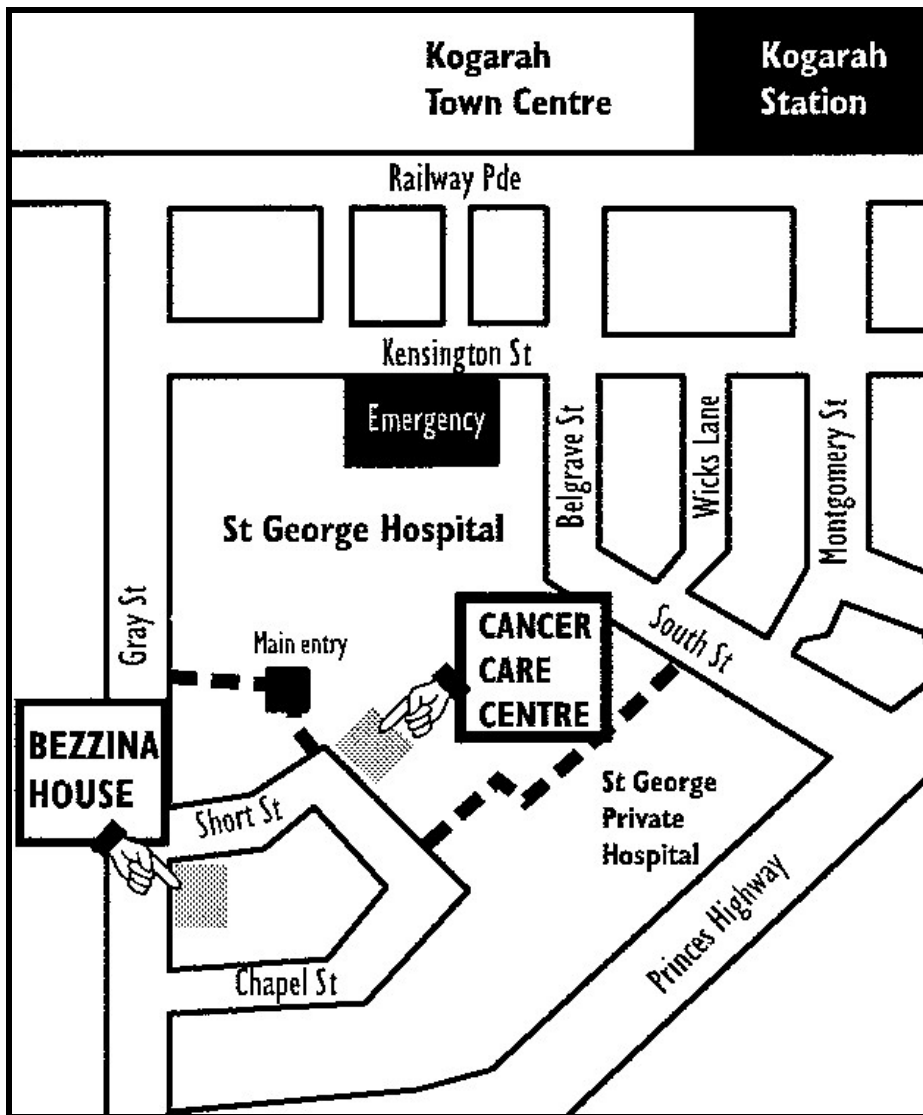 Kogarah
Town Centre
Kogarah
Station
Railway Pde
Kensington St
Emergency
Belgrave St
Wicks Lane
Montgomery St
St George Hospital
Gray St
Main entry
CANCER
CARE
CENTRE
South St
BEZZINA
HOUSE
Short St
St George
Private
Hospital
Princes Highway
Chapel St